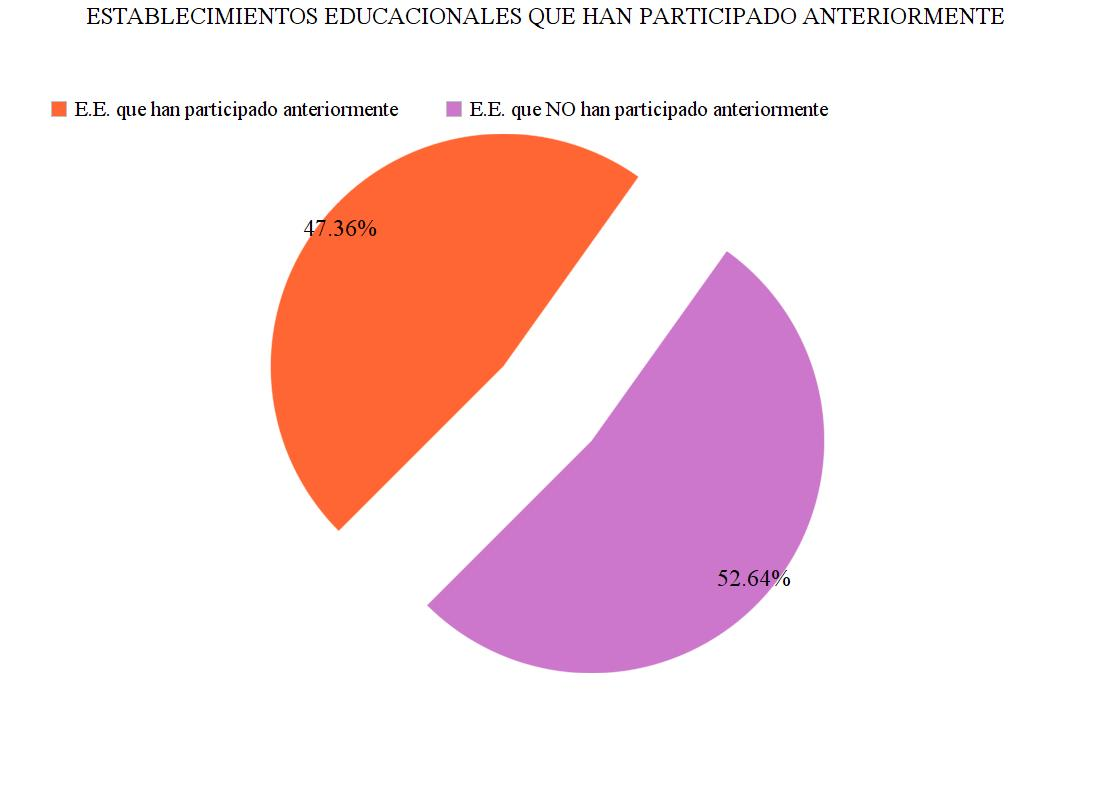 ESTABLECIMIENTOS EDUCACIONALES QUE HAN PARTICIPADO ANTERIORMENTE
E.E. que han participado anteriormente
E.E. que NO han participado anteriormente
47.36%
52.64%